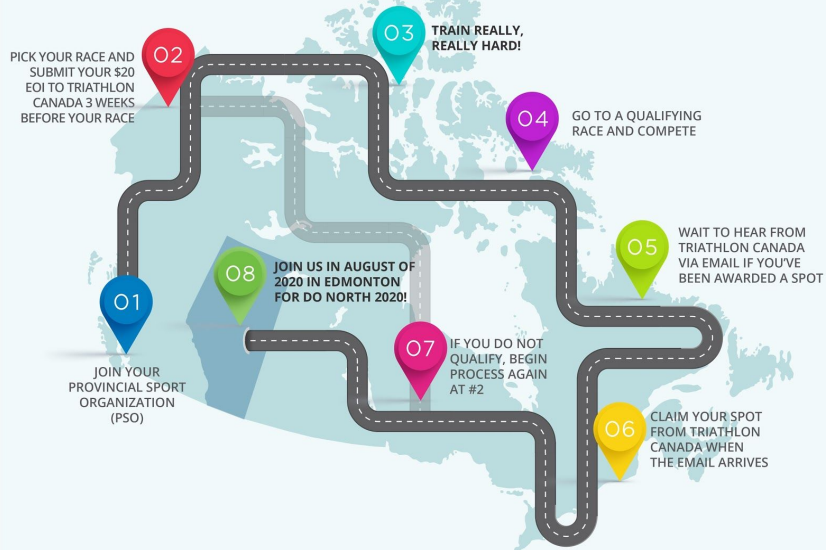 01
JOIN YOUR
PROVINCIAL SPORT
ORGANIZATION
(PSO)
02
PICK YOUR RACE AND
SUBMIT YOUR $20
EOI TO TRIATHLON
CANADA 3 WEEKS
BEFORE YOUR RACE
03
TRAIN REALLY,
REALLY HARD!
04
GO TO A QUALIFYING
RACE AND COMPETE
05
WAIT TO HEAR FROM
TRIATHLON CANADA
VIA EMAIL IF YOU'VE
BEEN AWARDED A SPOT
06
CLAIM YOUR SPOT
FROM TRIATHLON
CANADA WHEN
THE EMAIL ARRIVES
07
IF YOU DO NOT
QUALIFY, BEGIN
PROCESS AGAIN
AT #2
08
JOIN US IN AUGUST OF
2020 IN EDMONTON
FOR DO NORTH 2020!